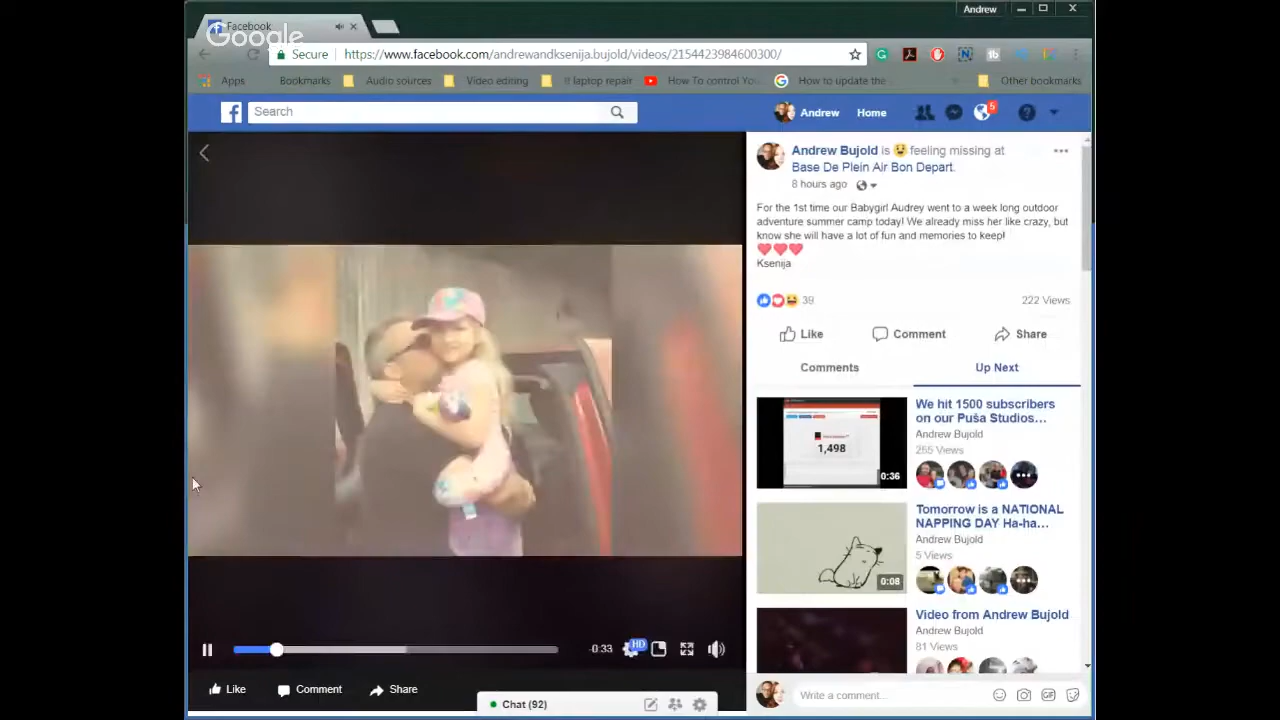 Andrew
Facebook
Google
Secure https://www.facebook.com/andrewandksenija.bujold/videos/2154423984600300/
Apps Bookmarks Audio sources Video editing It laptop repair How To control You How to update the Other bookmarks
Search
Andrew Home 5
Andrew Bujold is feeling missing at
Base De Plein Air Bon Depart.
8 hours ago
For the 1st time our Babygirl Audrey went to a week long outdoor
adventure summer camp today! We already miss her like crazy, but
know she will have a lot of fun and memories to keep!
Ksenija
39 222 Views
Like Comment Share
Comments Up Next
We hit 1500 subscribers
on our Puša Studios...
Andrew Bujold
255 Views
1,498
0:36
Tomorrow is a NATIONAL
NAPPING DAY Ha-ha...
Andrew Bujold
5 Views
0:08
Video from Andrew Bujold
Andrew Bujold
81 Views
-0:33 HD
Like Comment Share
Chat (92)
Write a comment...
GIF